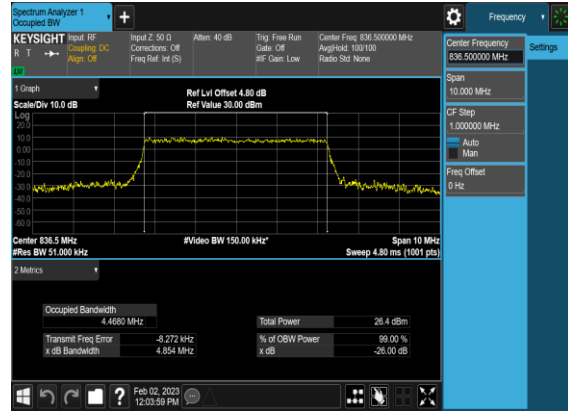 Spectrum Analyzer 1
Occupied BW
+
Frequency
KEYSIGHT
R T
LXI
Input: RF
Coupling: DC
Align: Off
Input Z: 50 Ω
Corrections: Off
Freq Ref: Int (S)
Atten: 40 dB
Trig: Free Run
Gate: Off
#IF Gain: Low
Center Freq: 836.500000 MHz
Avg|Hold: 100/100
Radio Std: None
Center Frequency
836.500000 MHz
Settings
Span
10.000 MHz
CF Step
1.000000 MHz
Auto
Man
Freq Offset
0 Hz
1 Graph
Scale/Div 10.0 dB
Ref Lvl Offset 4.80 dB
Ref Value 30.00 dBm
Log
20.0
10.0
0.00
-10.0
-20.0
-30.0
-40.0
-50.0
-60.0
Center 836.5 MHz
#Video BW 150.00 kHz*
Span 10 MHz
#Res BW 51.000 kHz
Sweep 4.80 ms (1001 pts)
2 Metrics
Occupied Bandwidth
4.4680 MHz
Total Power 26.4 dBm
Transmit Freq Error -8.272 kHz
% of OBW Power 99.00 %
x dB Bandwidth 4.854 MHz
x dB -26.00 dB
?
Feb 02, 2023
12:03:59 PM